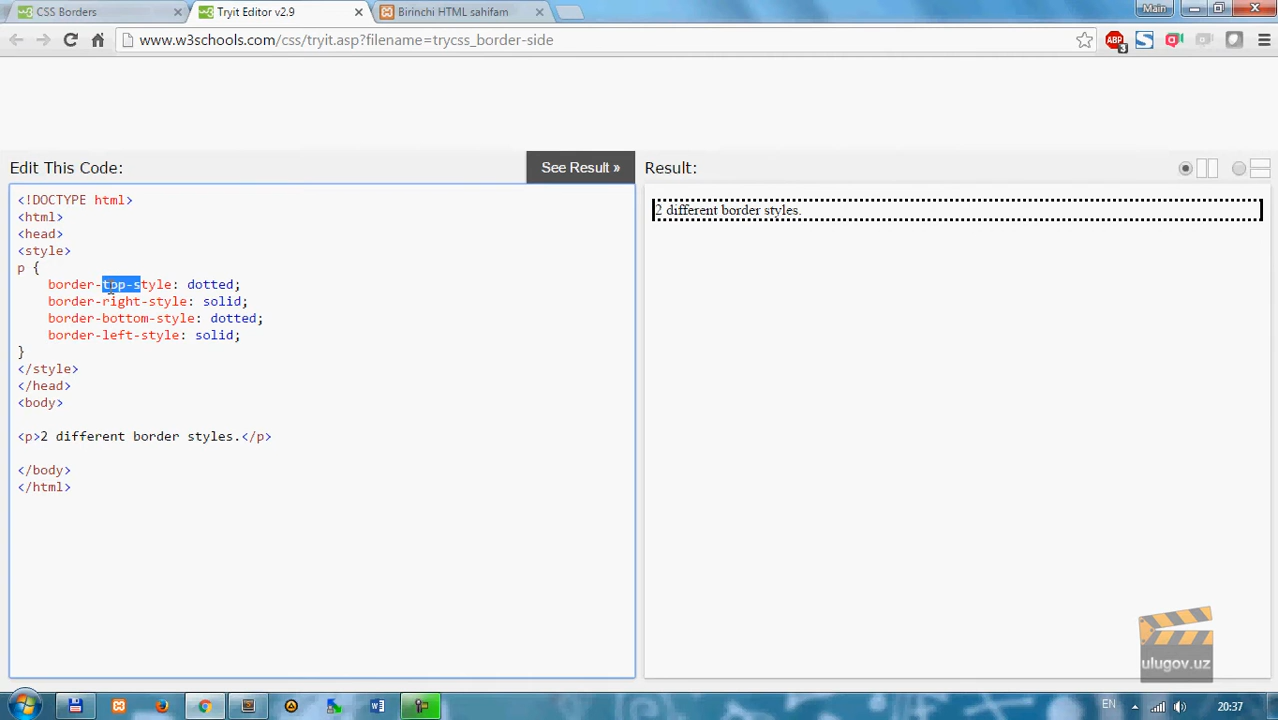 CSS Borders
Tryit Editor v2.9
Birinchi HTML sahifam
Main
www.w3schools.com/css/tryit.asp?filename=trycss_border-side
ABP
3
Edit This Code:
See Result »
Result:
<!DOCTYPE html>
<html>
<head>
<style>
p {
border-top-style: dotted;
border-right-style: solid;
border-bottom-style: dotted;
border-left-style: solid;
}
</style>
</head>
<body>
<p>2 different border styles.</p>
</body>
</html>
2 different border styles.
ulugov.uz
EN
20:37